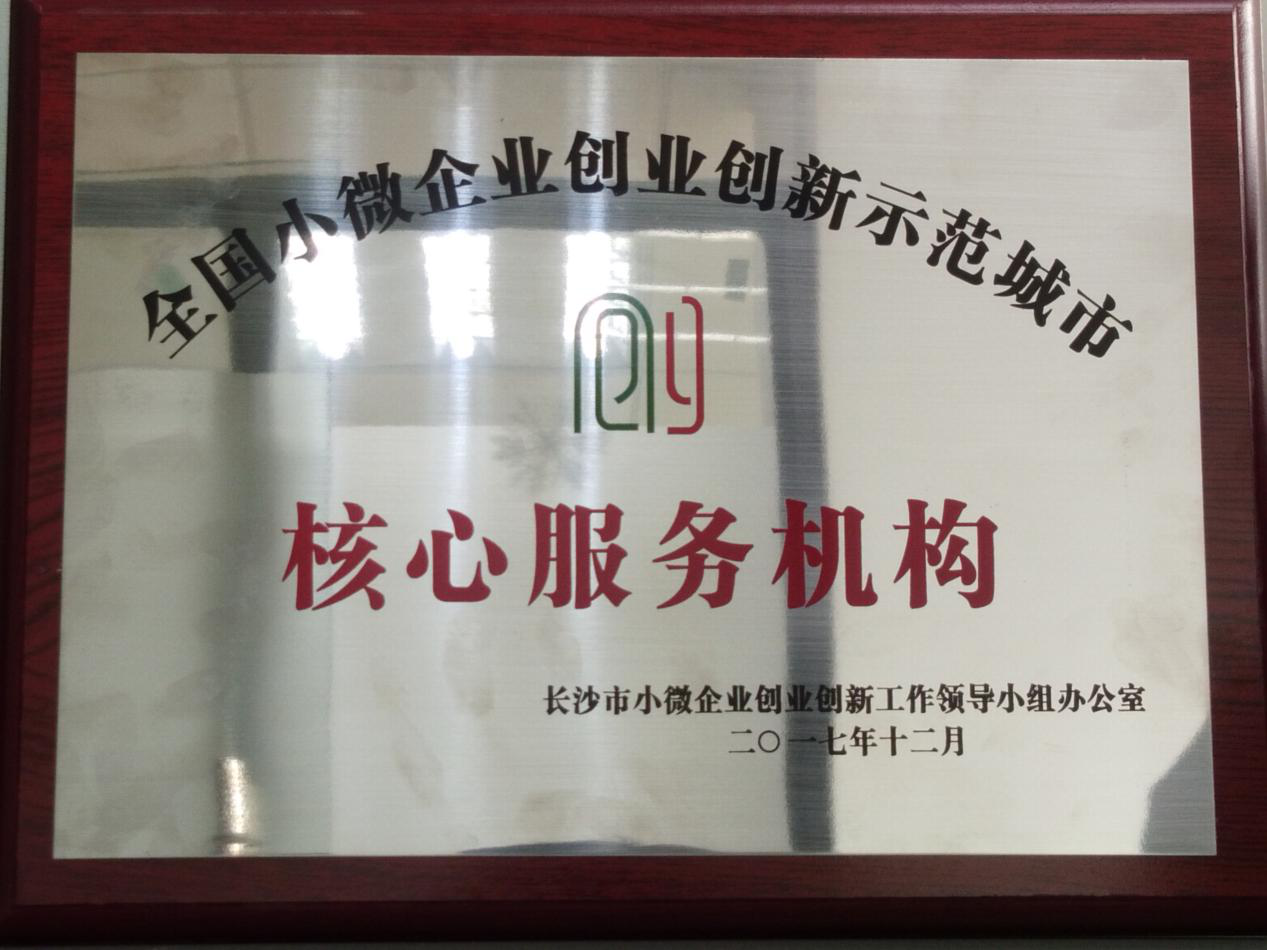 全国小微企业创业创新示范城市
核心服务机构
长沙市小微企业创业创新工作领导小组办公室
二〇一七年十二月